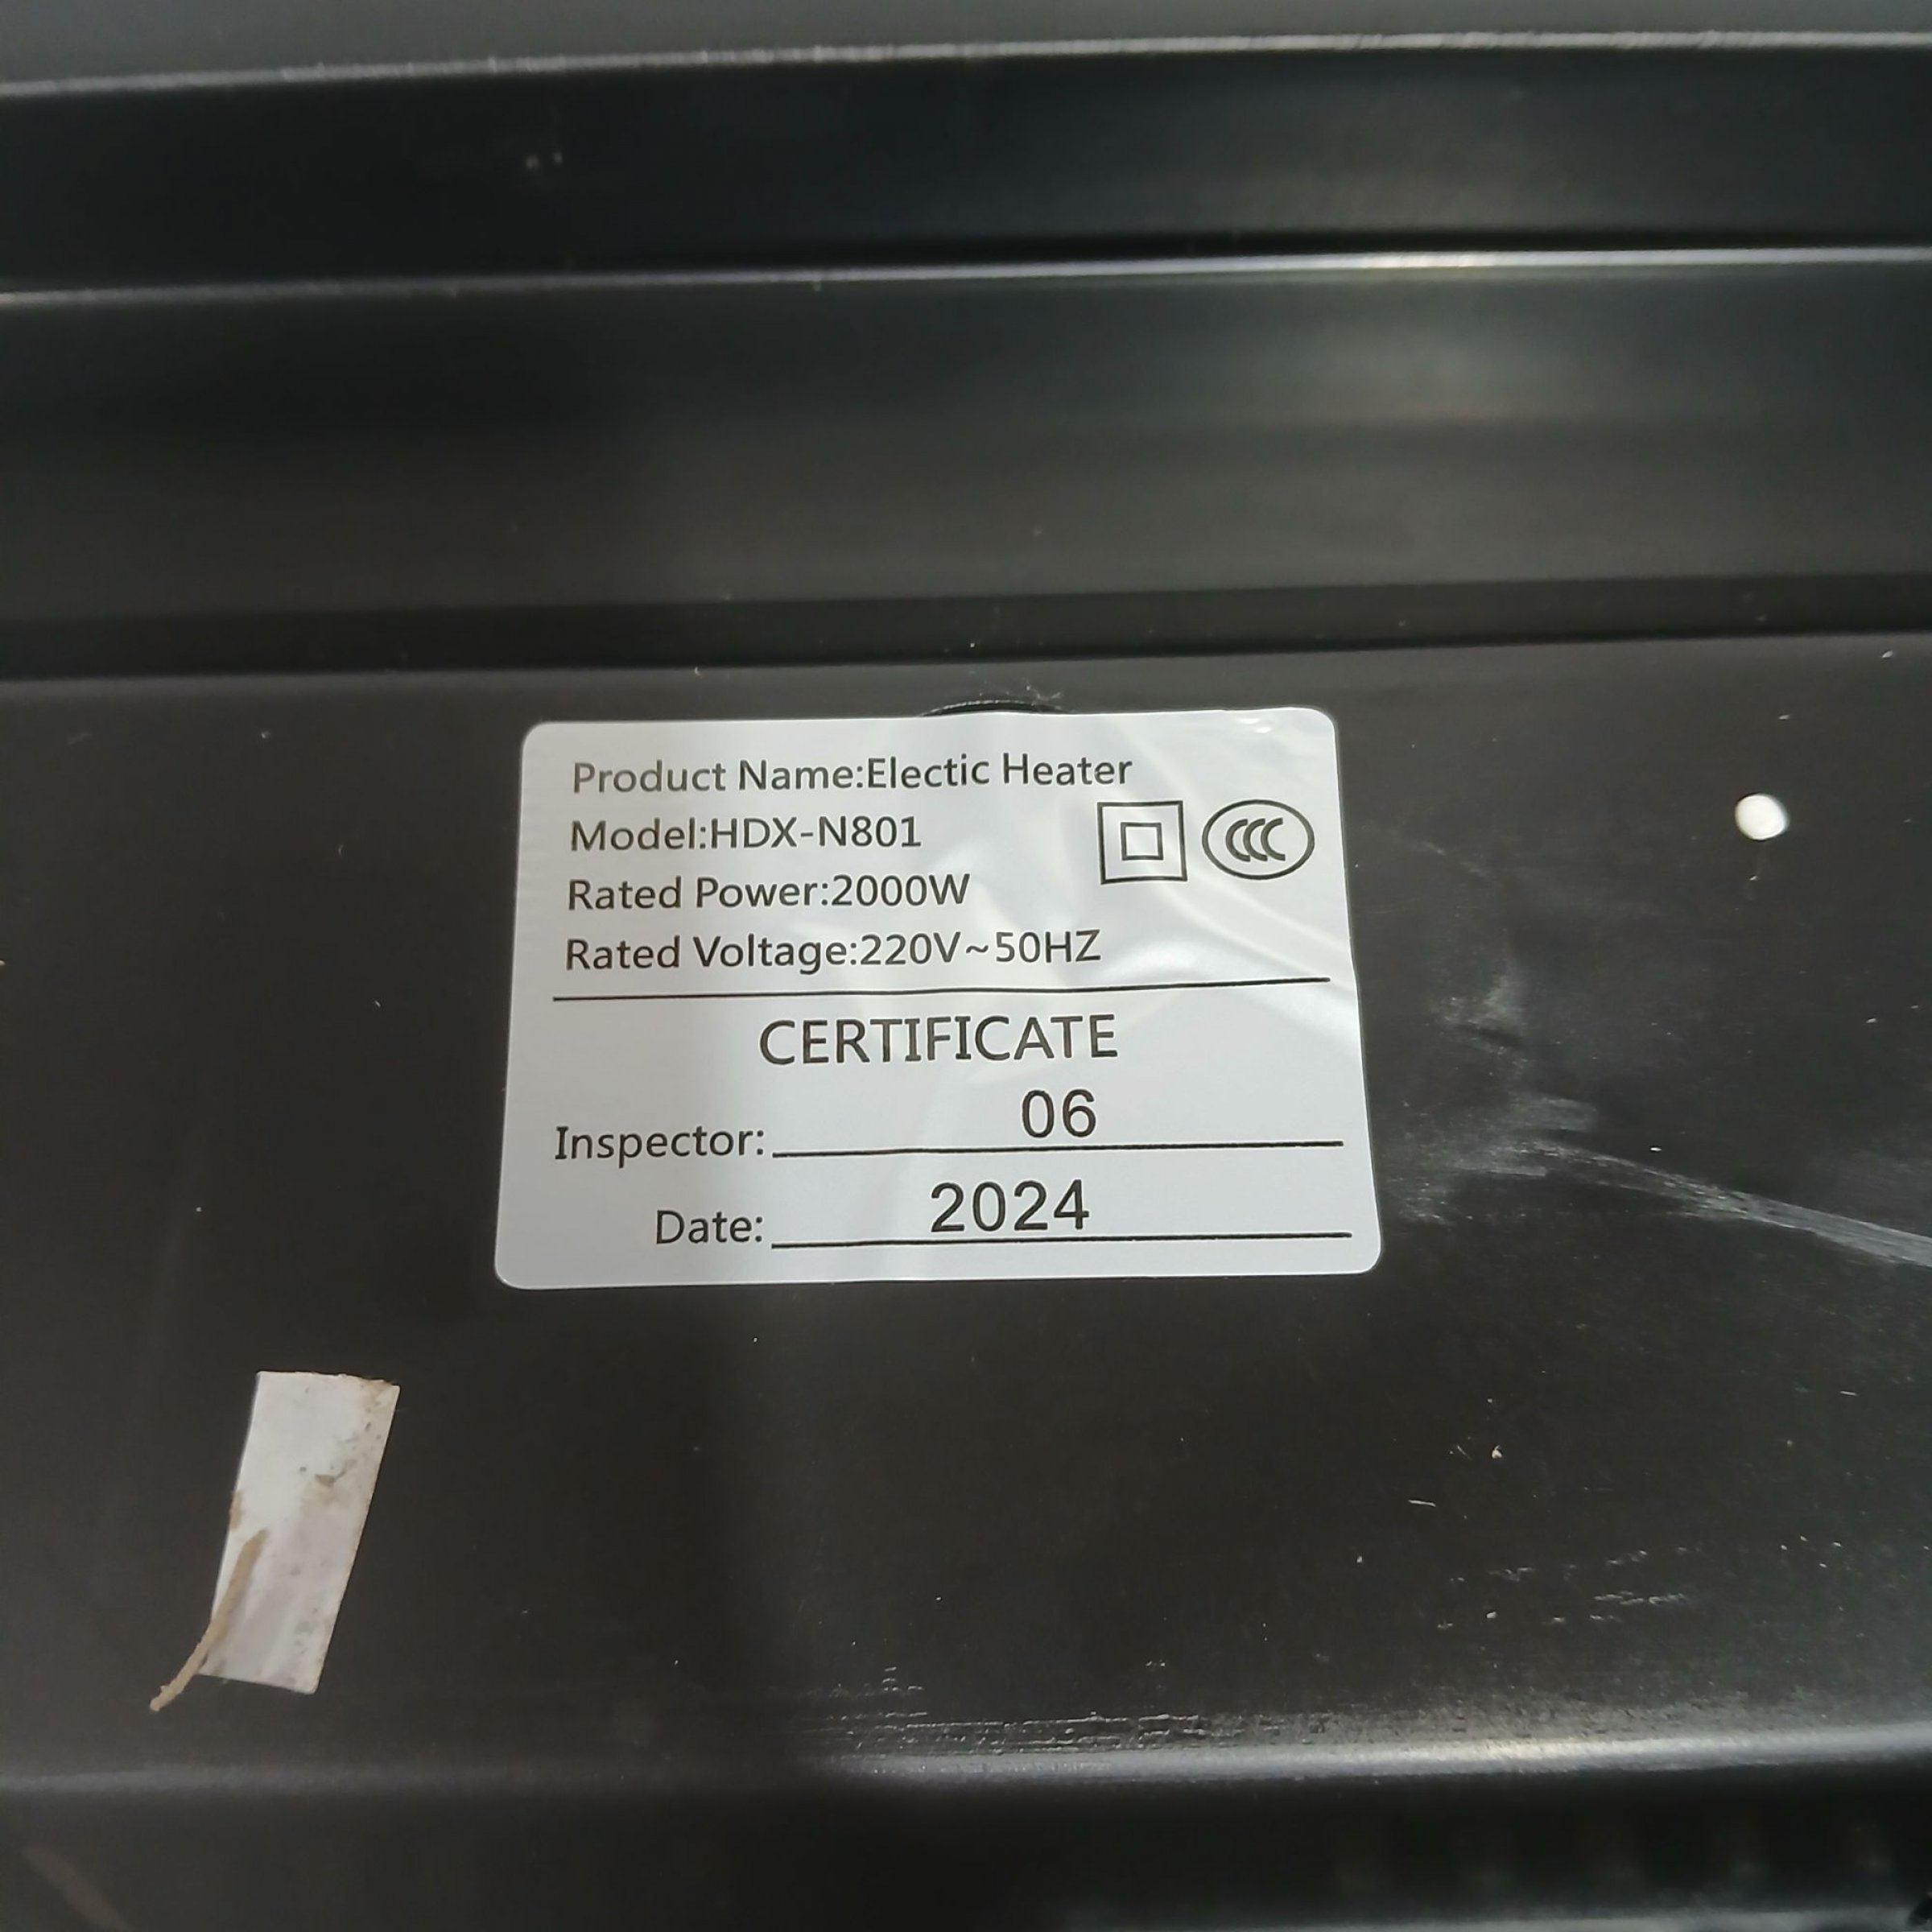 Product Name:Electic Heater
Model:HDX-N801
CCC
Rated Power:2000W
Rated Voltage:220V~50HZ
CERTIFICATE
Inspector: 06
Date: 2024